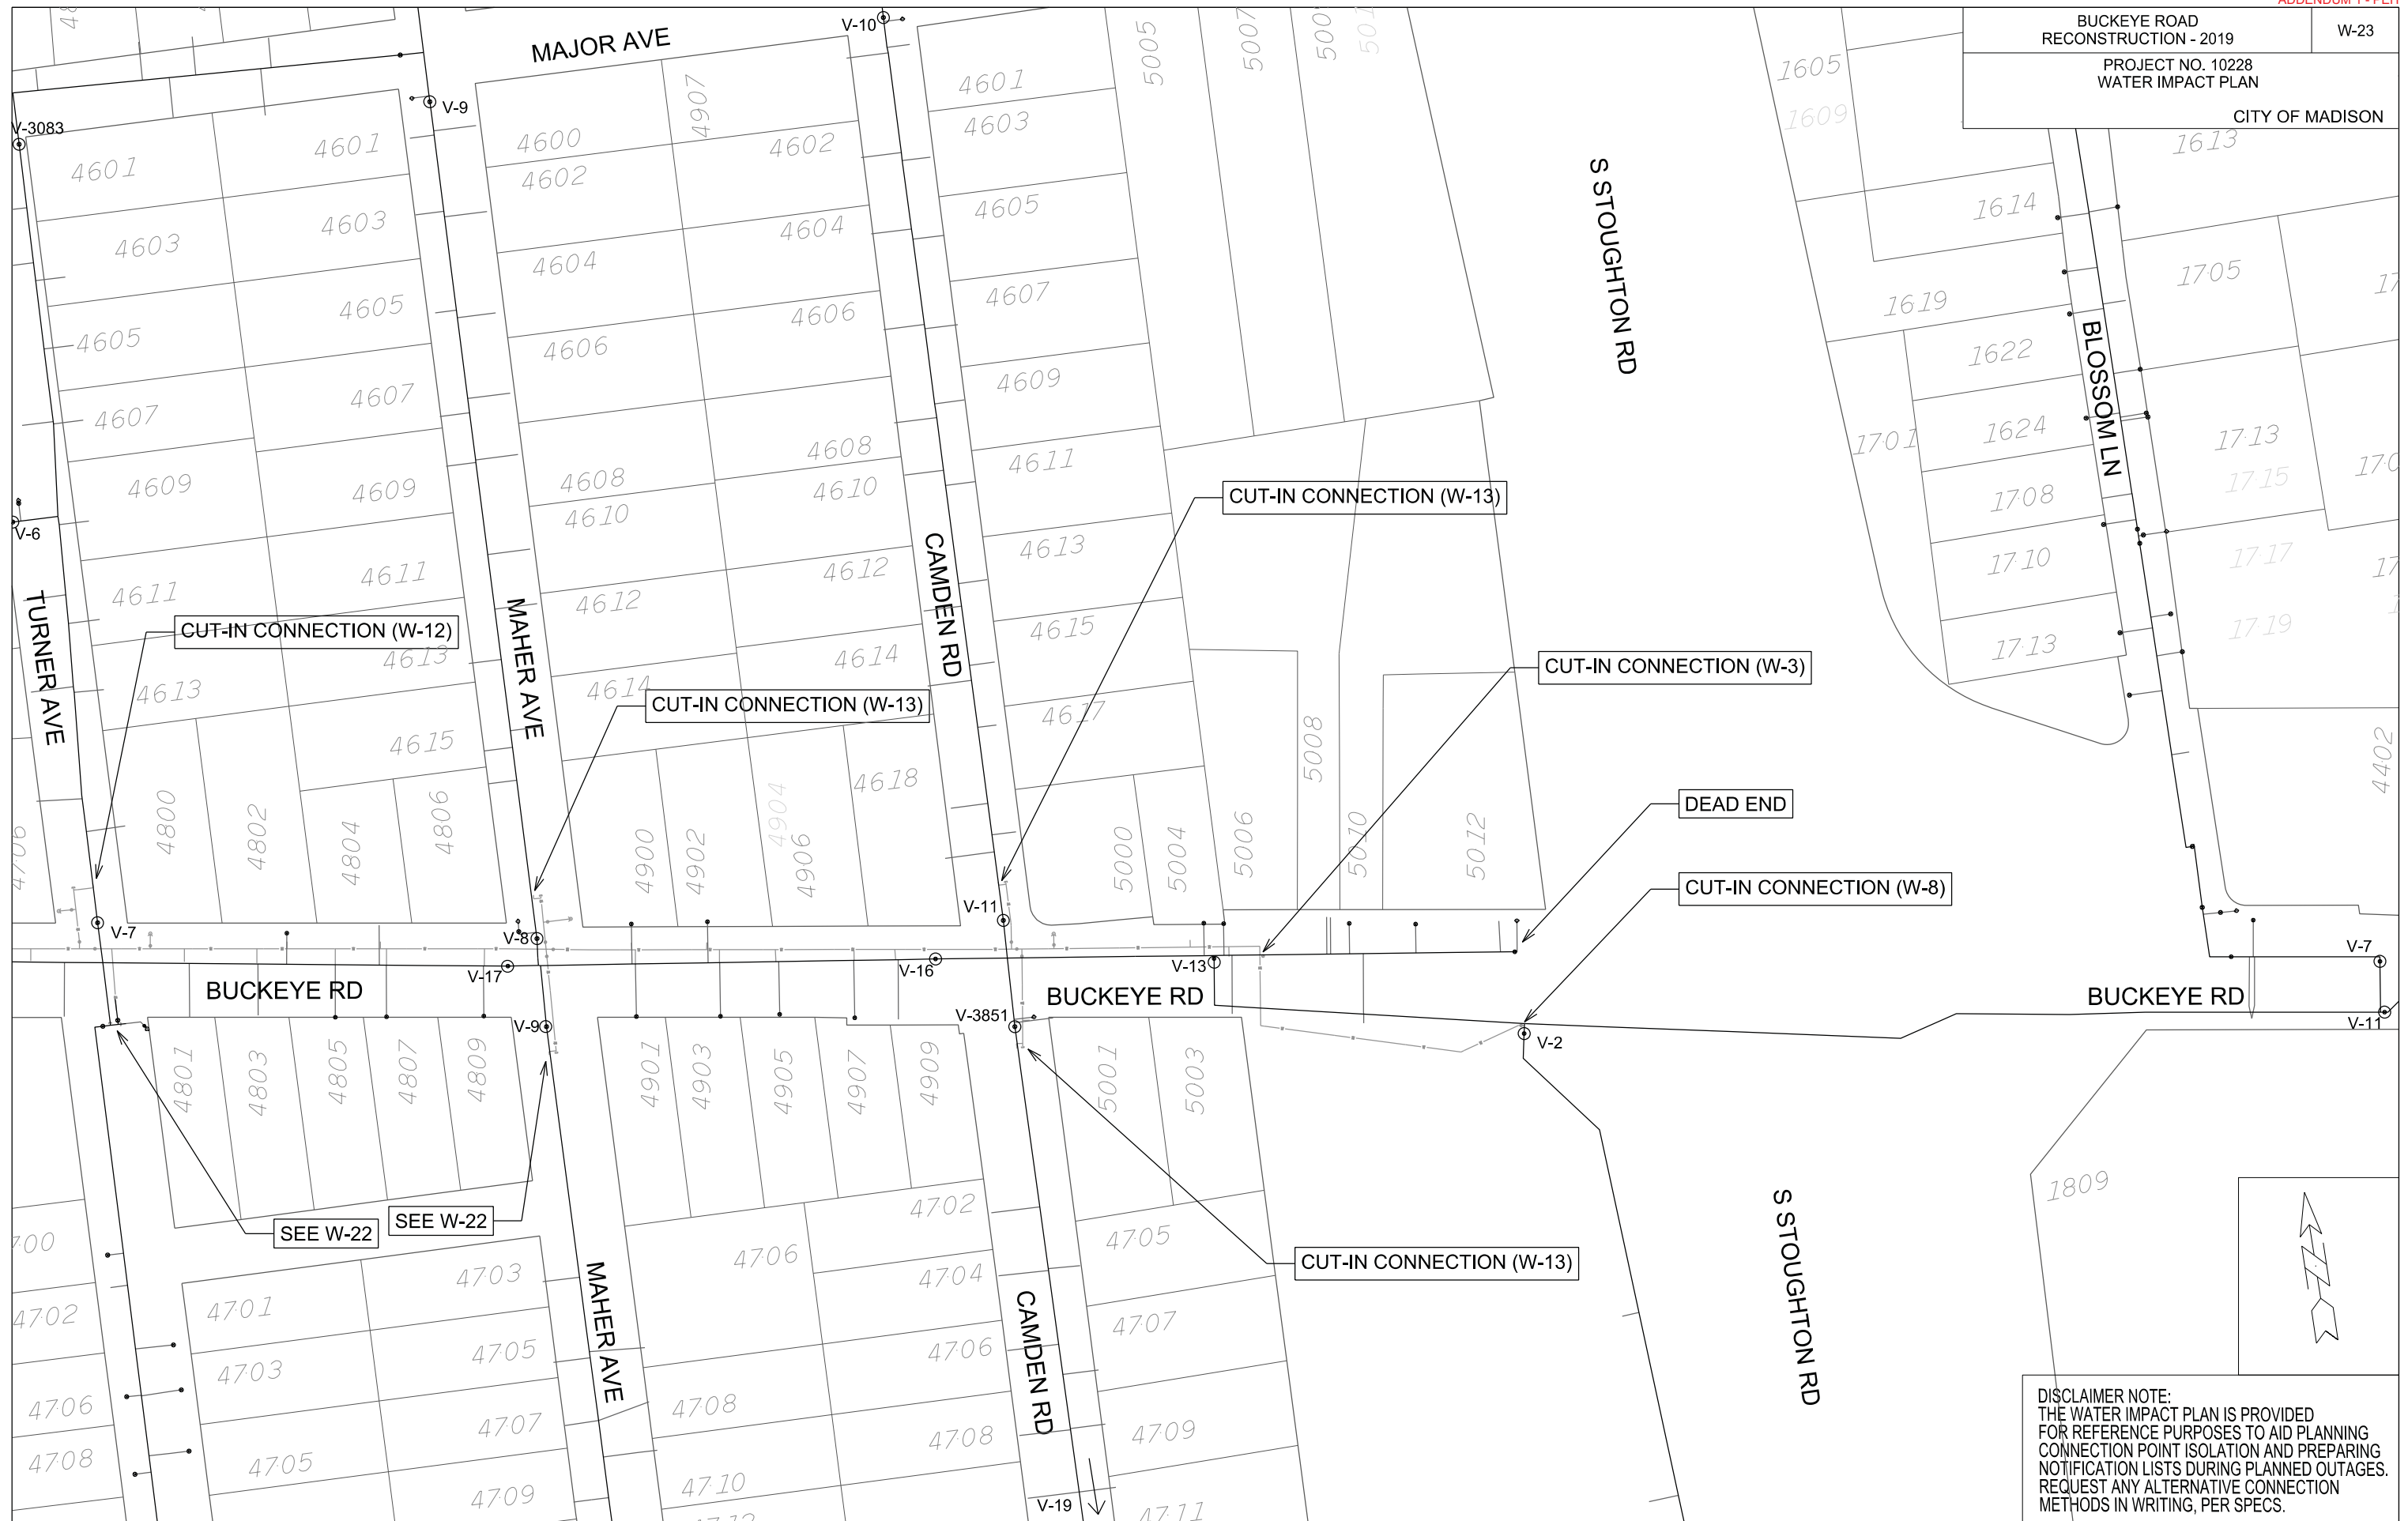 BUCKEYE ROAD
RECONSTRUCTION - 2019
W-23
PROJECT NO. 10228
WATER IMPACT PLAN
CITY OF MADISON
MAJOR AVE
V-10
V-9
V-3083
4907
5005
5007
1605
1609
1613
4601
4601
4600
4602
4601
4603
4603
4603
4602
4604
4605
1614
4605
4605
4604
4606
4607
1619
1705
4607
4607
4606
4608
4609
1622
4609
4609
4608
4610
4611
1701
1624
1713
1715
4611
4611
4610
4612
4613
1708
1717
4613
4613
4612
4614
4615
1710
1719
4615
4614
4617
1713
4618
S STOUGHTON RD
BLOSSOM LN
V-6
TURNER AVE
MAHER AVE
CAMDEN RD
CUT-IN CONNECTION (W-13)
CUT-IN CONNECTION (W-12)
CUT-IN CONNECTION (W-3)
CUT-IN CONNECTION (W-13)
DEAD END
CUT-IN CONNECTION (W-8)
4706
4800
4802
4804
4806
4900
4902
4904
4906
5000
5004
5006
5008
5010
5012
4402
V-7
V-8
V-17
V-11
V-16
V-13
V-7
BUCKEYE RD
BUCKEYE RD
BUCKEYE RD
V-9
V-3851
V-2
V-11
4801
4803
4805
4807
4809
4901
4903
4905
4907
4909
5001
5003
SEE W-22
SEE W-22
CUT-IN CONNECTION (W-13)
1809
4702
4705
4703
4706
4704
4701
4702
4707
4705
4706
4703
4706
4708
4707
4708
4709
4708
4705
4710
4709
4711
MAHER AVE
CAMDEN RD
S STOUGHTON RD
V-19
DISCLAIMER NOTE:
THE WATER IMPACT PLAN IS PROVIDED
FOR REFERENCE PURPOSES TO AID PLANNING
CONNECTION POINT ISOLATION AND PREPARING
NOTIFICATION LISTS DURING PLANNED OUTAGES.
REQUEST ANY ALTERNATIVE CONNECTION
METHODS IN WRITING, PER SPECS.